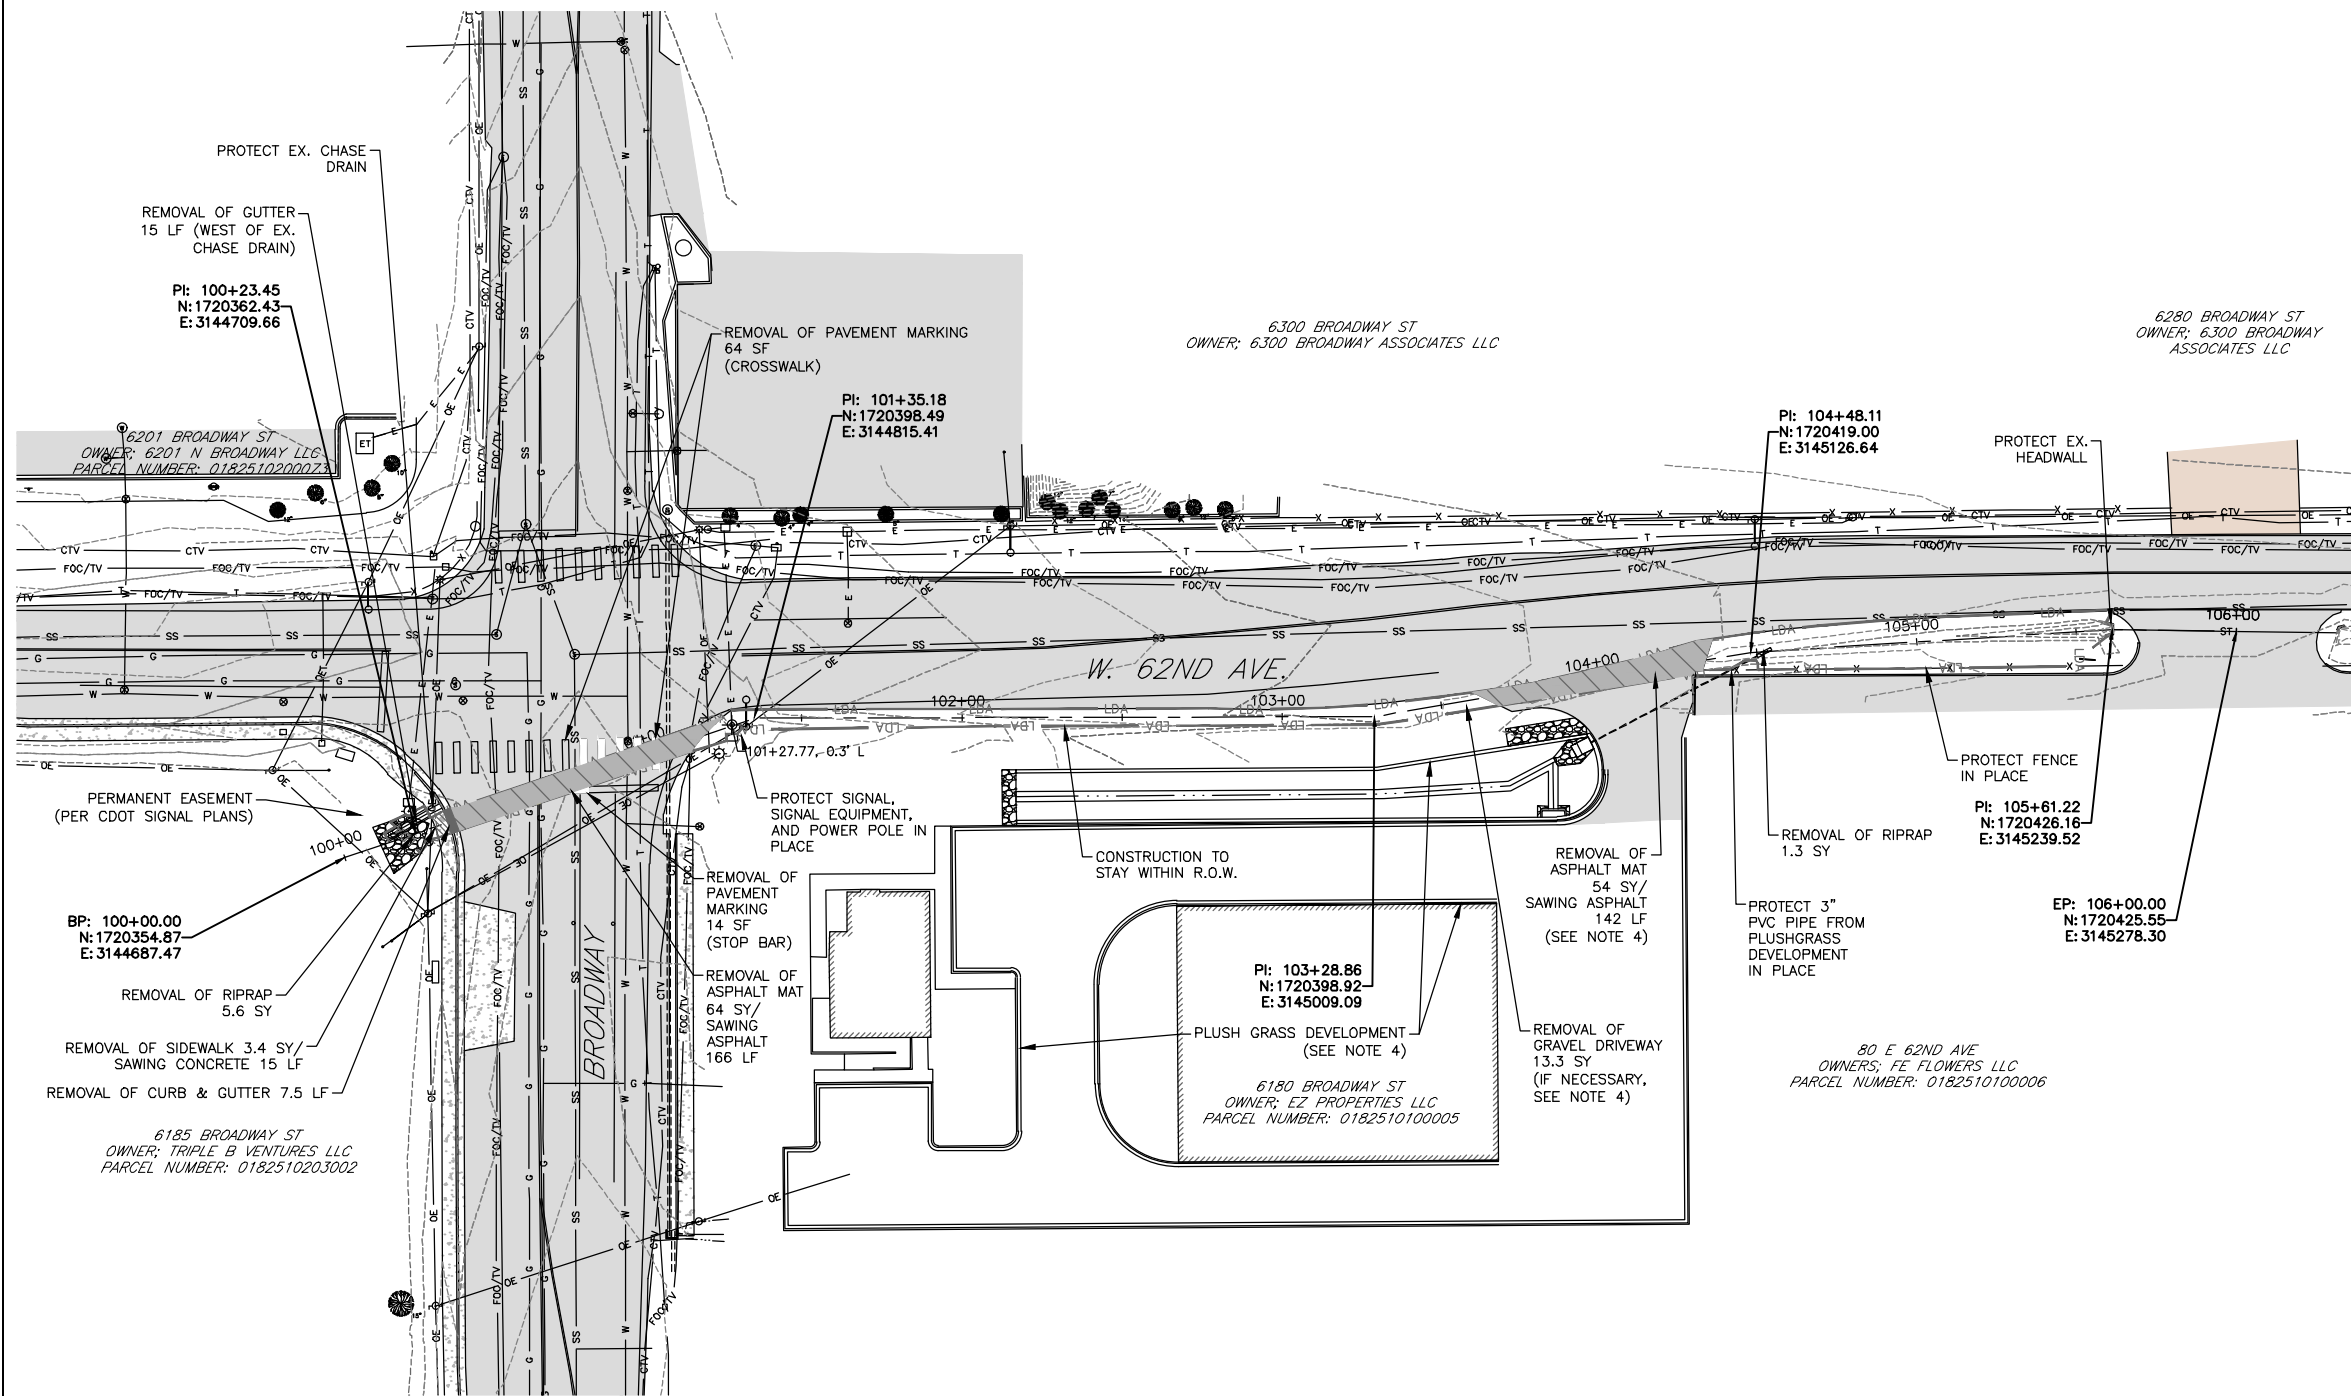 PROTECT EX. CHASE
DRAIN
REMOVAL OF GUTTER
15 LF (WEST OF EX.
CHASE DRAIN)
PI: 100+23.45
N: 1720362.43
E: 3144709.66
6201 BROADWAY ST
OWNER; 6201 N BROADWAY LLC
PARCEL NUMBER: 0182510200073
ET
REMOVAL OF PAVEMENT MARKING
64 SF
(CROSSWALK)
PI: 101+35.18
N: 1720398.49
E: 3144815.41
6300 BROADWAY ST
OWNER; 6300 BROADWAY ASSOCIATES LLC
6280 BROADWAY ST
OWNER; 6300 BROADWAY
ASSOCIATES LLC
PI: 104+48.11
N: 1720419.00
E: 3145126.64
PROTECT EX.
HEADWALL
W. 62ND AVE.
100+00
102+00
103+00
104+00
105+00
106+00
101+27.77, 0.3' L
PERMANENT EASEMENT
(PER CDOT SIGNAL PLANS)
BP: 100+00.00
N: 1720354.87
E: 3144687.47
REMOVAL OF RIPRAP
5.6 SY
REMOVAL OF SIDEWALK 3.4 SY/
SAWING CONCRETE 15 LF
REMOVAL OF CURB & GUTTER 7.5 LF
6185 BROADWAY ST
OWNER; TRIPLE B VENTURES LLC
PARCEL NUMBER: 0182510203002
BROADWAY
PROTECT SIGNAL,
SIGNAL EQUIPMENT,
AND POWER POLE IN
PLACE
REMOVAL OF
PAVEMENT
MARKING
14 SF
(STOP BAR)
REMOVAL OF
ASPHALT MAT
64 SY/
SAWING
ASPHALT
166 LF
CONSTRUCTION TO
STAY WITHIN R.O.W.
PI: 103+28.86
N: 1720398.92
E: 3145009.09
PLUSH GRASS DEVELOPMENT
(SEE NOTE 4)
6180 BROADWAY ST
OWNER; EZ PROPERTIES LLC
PARCEL NUMBER: 0182510100005
REMOVAL OF
ASPHALT MAT
54 SY/
SAWING ASPHALT
142 LF
(SEE NOTE 4)
REMOVAL OF
GRAVEL DRIVEWAY
13.3 SY
(IF NECESSARY,
SEE NOTE 4)
PROTECT FENCE
IN PLACE
REMOVAL OF RIPRAP
1.3 SY
PROTECT 3"
PVC PIPE FROM
PLUSHGRASS
DEVELOPMENT
IN PLACE
PI: 105+61.22
N: 1720426.16
E: 3145239.52
EP: 106+00.00
N: 1720425.55
E: 3145278.30
80 E 62ND AVE
OWNERS; FE FLOWERS LLC
PARCEL NUMBER: 0182510100006